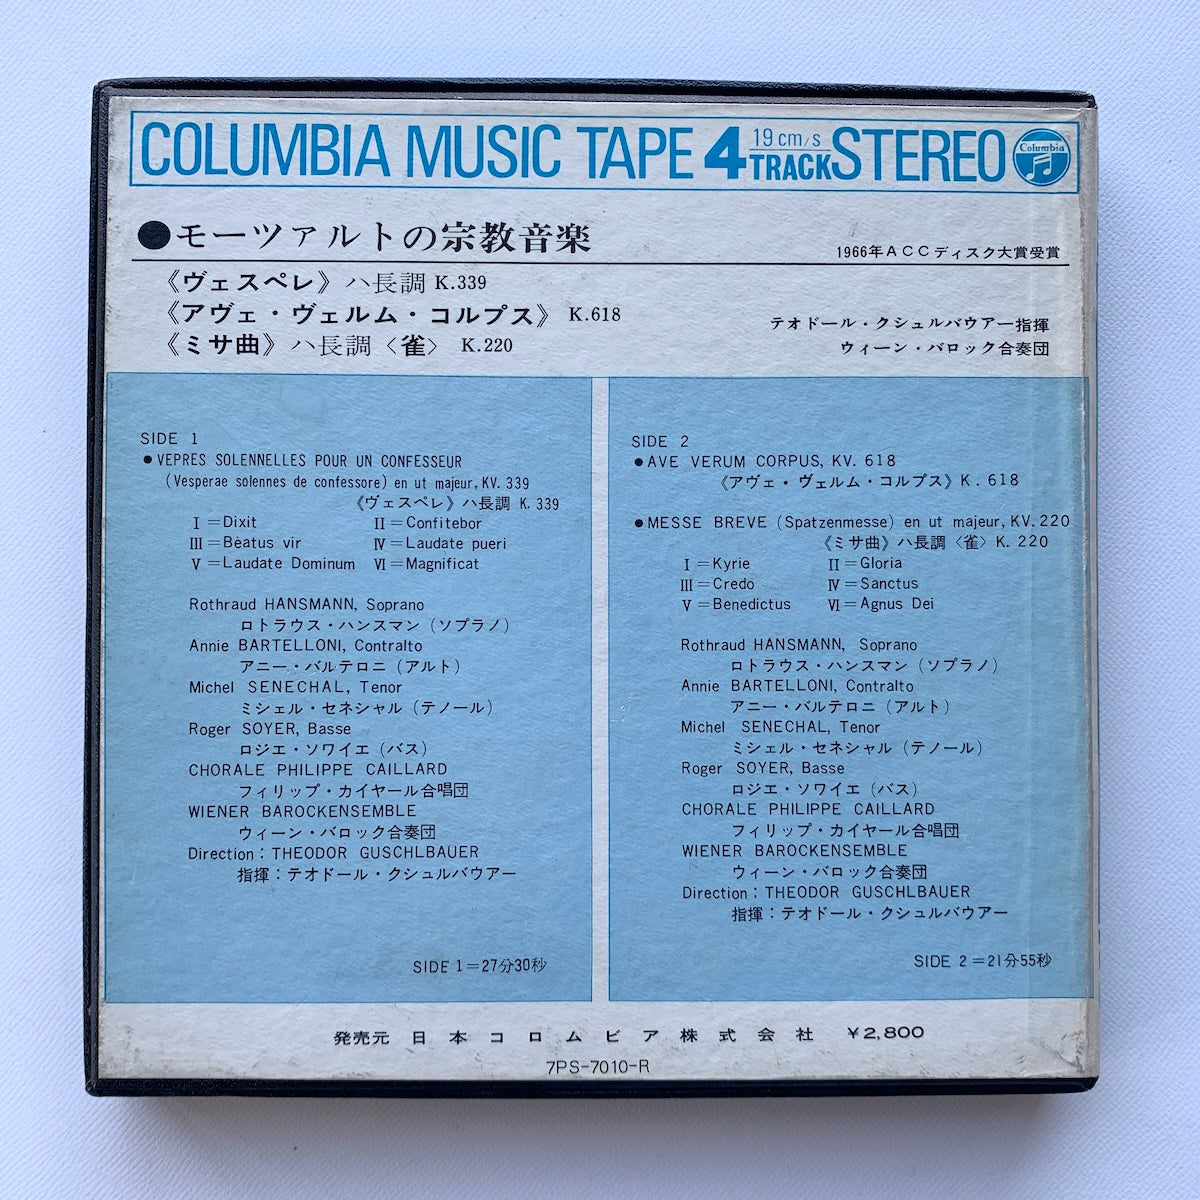 COLUMBIA MUSIC TAPE 4 19 cm/s TRACK STEREO Columbia
●モーツァルトの宗教音楽
1966年ACCディスク大賞受賞
《ヴェスペレ》ハ長調 K.339
《アヴェ・ヴェルム・コルプス》 K.618
《ミサ曲》ハ長調〈雀〉 K.220
テオドール・クシュルバウアー指揮
ウィーン・バロック合奏団
SIDE 1
●VEPRES SOLENNELLES POUR UN CONFESSEUR
(Vesperae solennes de confessore) en ut majeur, KV. 339
《ヴェスペレ》ハ長調 K. 339
Ⅰ=Dixit Ⅱ=Confitebor
Ⅲ=Bèatus vir Ⅳ=Laudate pueri
Ⅴ=Laudate Dominum Ⅵ=Magnificat
Rothraud HANSMANN, Soprano
ロトラウス・ハンスマン(ソプラノ)
Annie BARTELLONI, Contralto
アニー・バルテロニ(アルト)
Michel SENECHAL, Tenor
ミシェル・セネシャル(テノール)
Roger SOYER, Basse
ロジエ・ソワイエ(バス)
CHORALE PHILIPPE CAILLARD
フィリップ・カイヤール合唱団
WIENER BAROCKENSEMBLE
ウィーン・バロック合奏団
Direction: THEODOR GUSCHLBAUER
指揮:テオドール・クシュルバウアー
SIDE 1=27分30秒
SIDE 2
●AVE VERUM CORPUS, KV. 618
《アヴェ・ヴェルム・コルプス》K. 618
●MESSE BREVE (Spatzenmesse) en ut majeur, KV. 220
《ミサ曲》ハ長調〈雀〉K. 220
Ⅰ=Kyrie Ⅱ=Gloria
Ⅲ=Credo Ⅳ=Sanctus
Ⅴ=Benedictus Ⅵ=Agnus Dei
Rothraud HANSMANN, Soprano
ロトラウス・ハンスマン(ソプラノ)
Annie BARTELLONI, Contralto
アニー・バルテロニ(アルト)
Michel SENECHAL, Tenor
ミシェル・セネシャル(テノール)
Roger SOYER, Basse
ロジエ・ソワイエ(バス)
CHORALE PHILIPPE CAILLARD
フィリップ・カイヤール合唱団
WIENER BAROCKENSEMBLE
ウィーン・バロック合奏団
Direction: THEODOR GUSCHLBAUER
指揮:テオドール・クシュルバウアー
SIDE 2=21分55秒
発売元 日本コロムビア株式会社 ¥2,800
7PS-7010-R